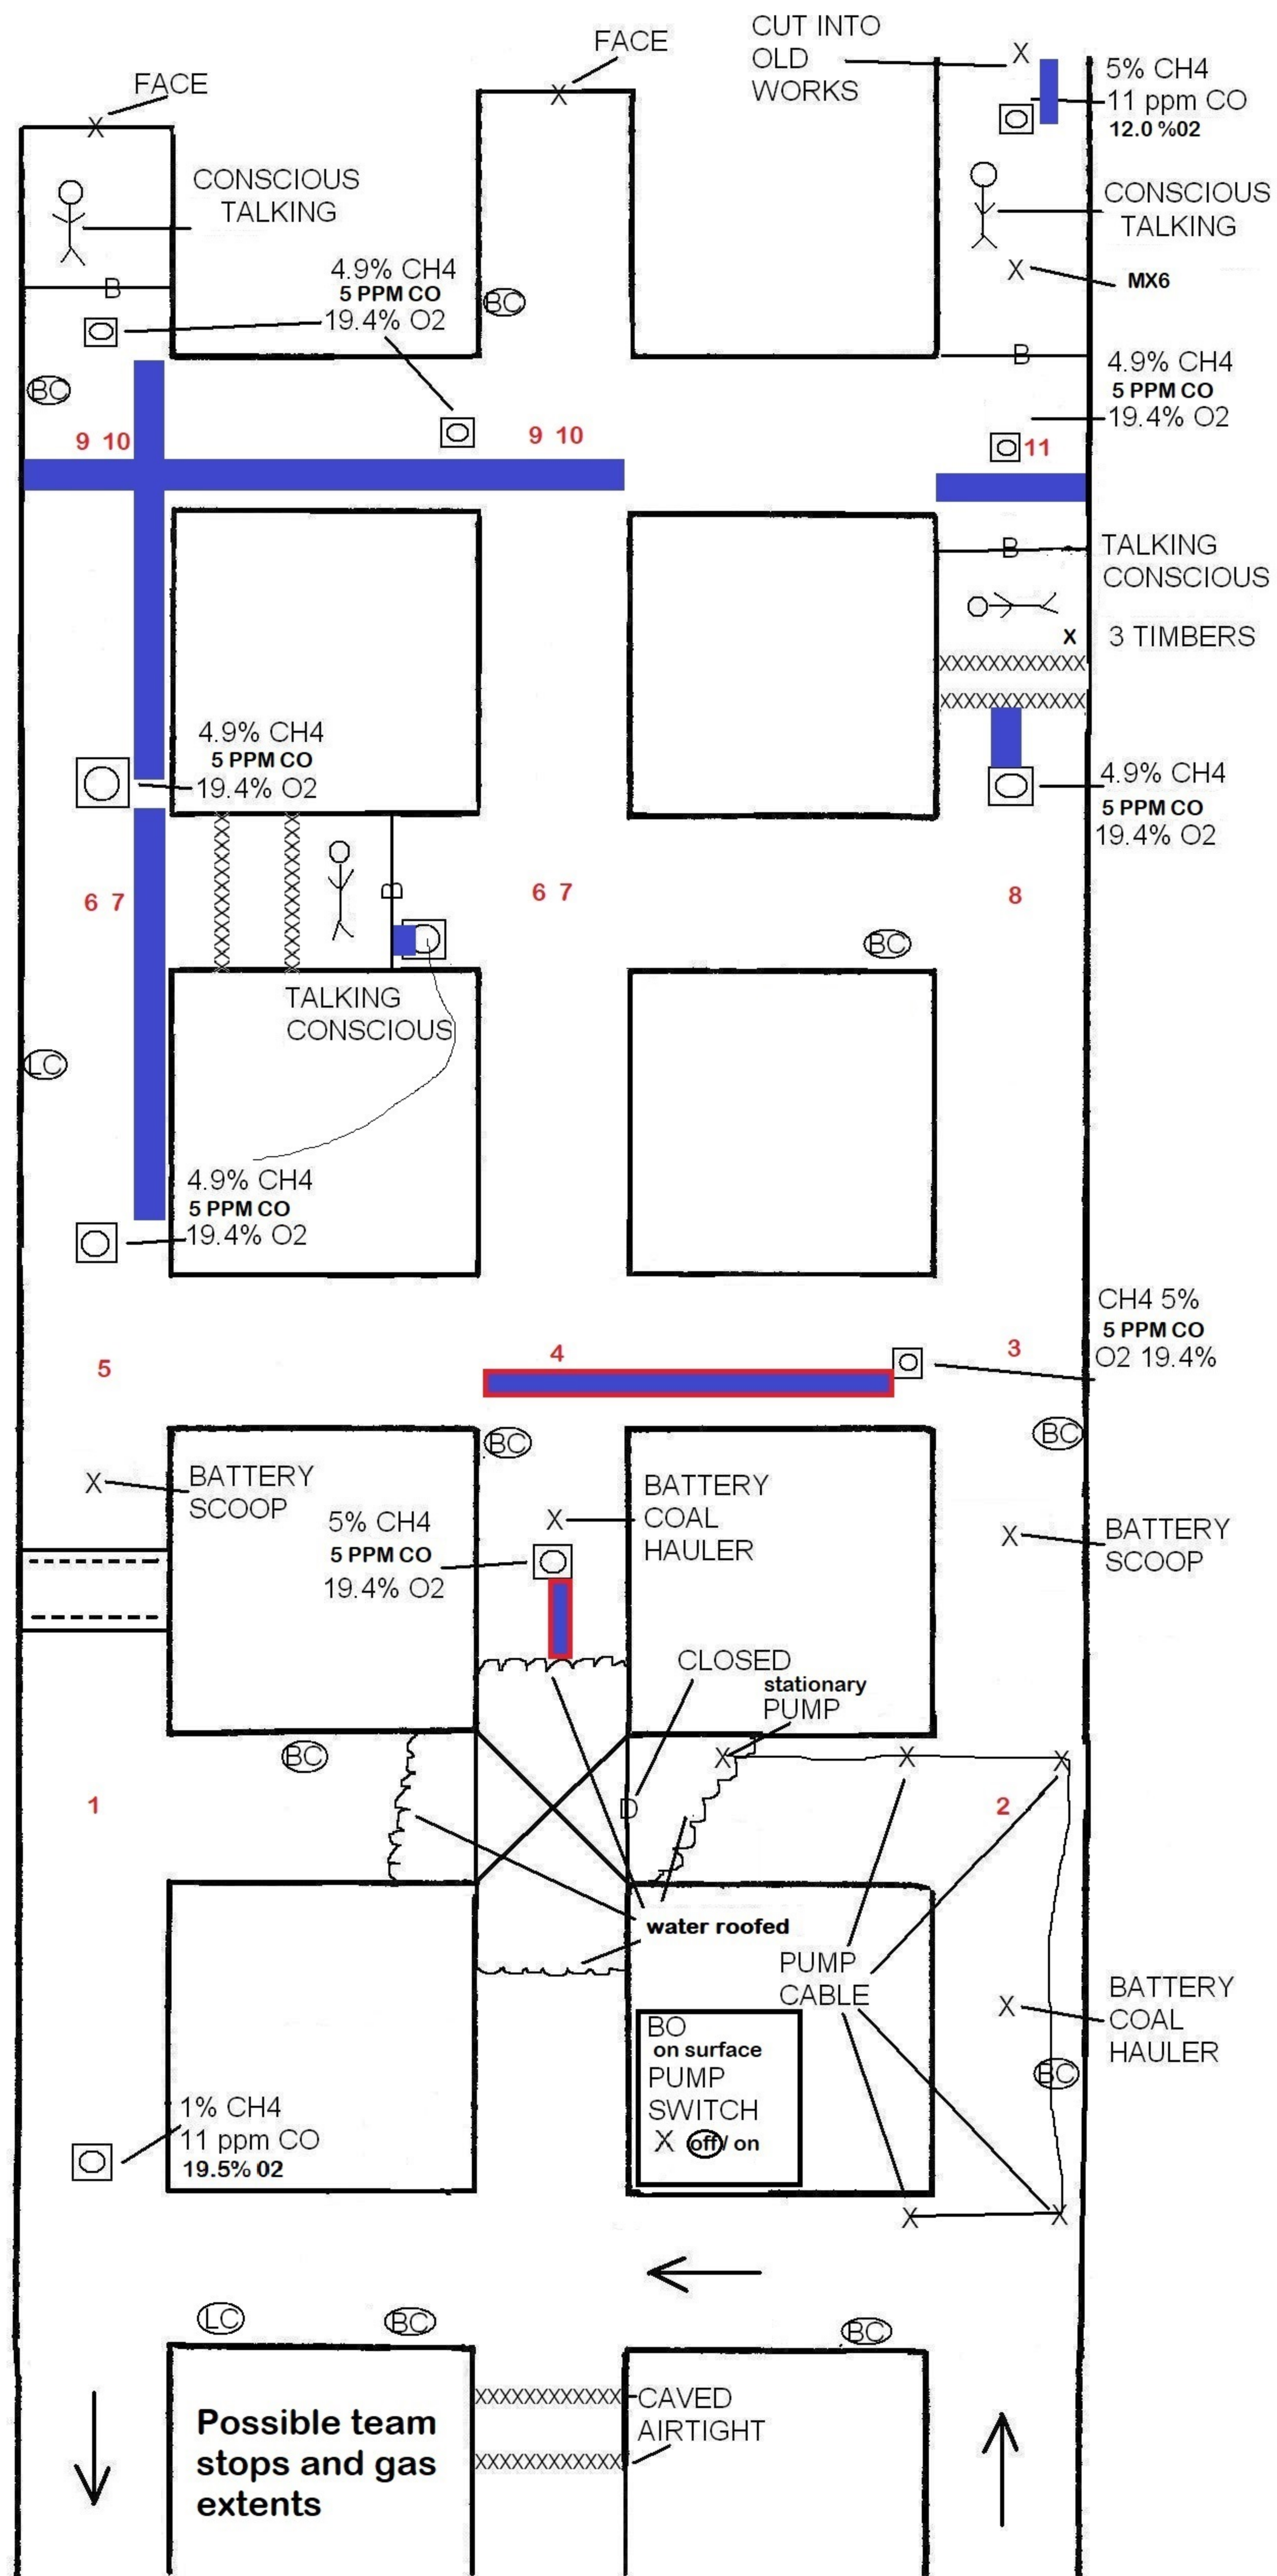 CUT INTO
OLD
WORKS
FACE
FACE
X
X
X
5% CH4
11 ppm CO
12.0 %02
CONSCIOUS
TALKING
CONSCIOUS
TALKING
4.9% CH4
5 PPM CO
19.4% O2
BC
X
MX6
B
B
4.9% CH4
5 PPM CO
19.4% O2
BC
9 10
9 10
11
B
TALKING
CONSCIOUS
X
3 TIMBERS
XXXXXXXXXXX
XXXXXXXXXXX
4.9% CH4
5 PPM CO
19.4% O2
4.9% CH4
5 PPM CO
19.4% O2
6 7
B
6 7
8
BC
TALKING
CONSCIOUS
LC
4.9% CH4
5 PPM CO
19.4% O2
CH4 5%
5 PPM CO
O2 19.4%
5
4
3
BC
BC
X
BATTERY
SCOOP
BATTERY
COAL
HAULER
X
5% CH4
5 PPM CO
19.4% O2
X
BATTERY
SCOOP
CLOSED
stationary
PUMP
X
X
X
BC
1
D
2
water roofed
PUMP
CABLE
X
BATTERY
COAL
HAULER
BO
on surface
PUMP
SWITCH
X off/ on
BC
1% CH4
11 ppm CO
19.5% 02
X
X
LC
BC
BC
XXXXXXXXXXXX
CAVED
AIRTIGHT
XXXXXXXXXXXX
Possible team
stops and gas
extents